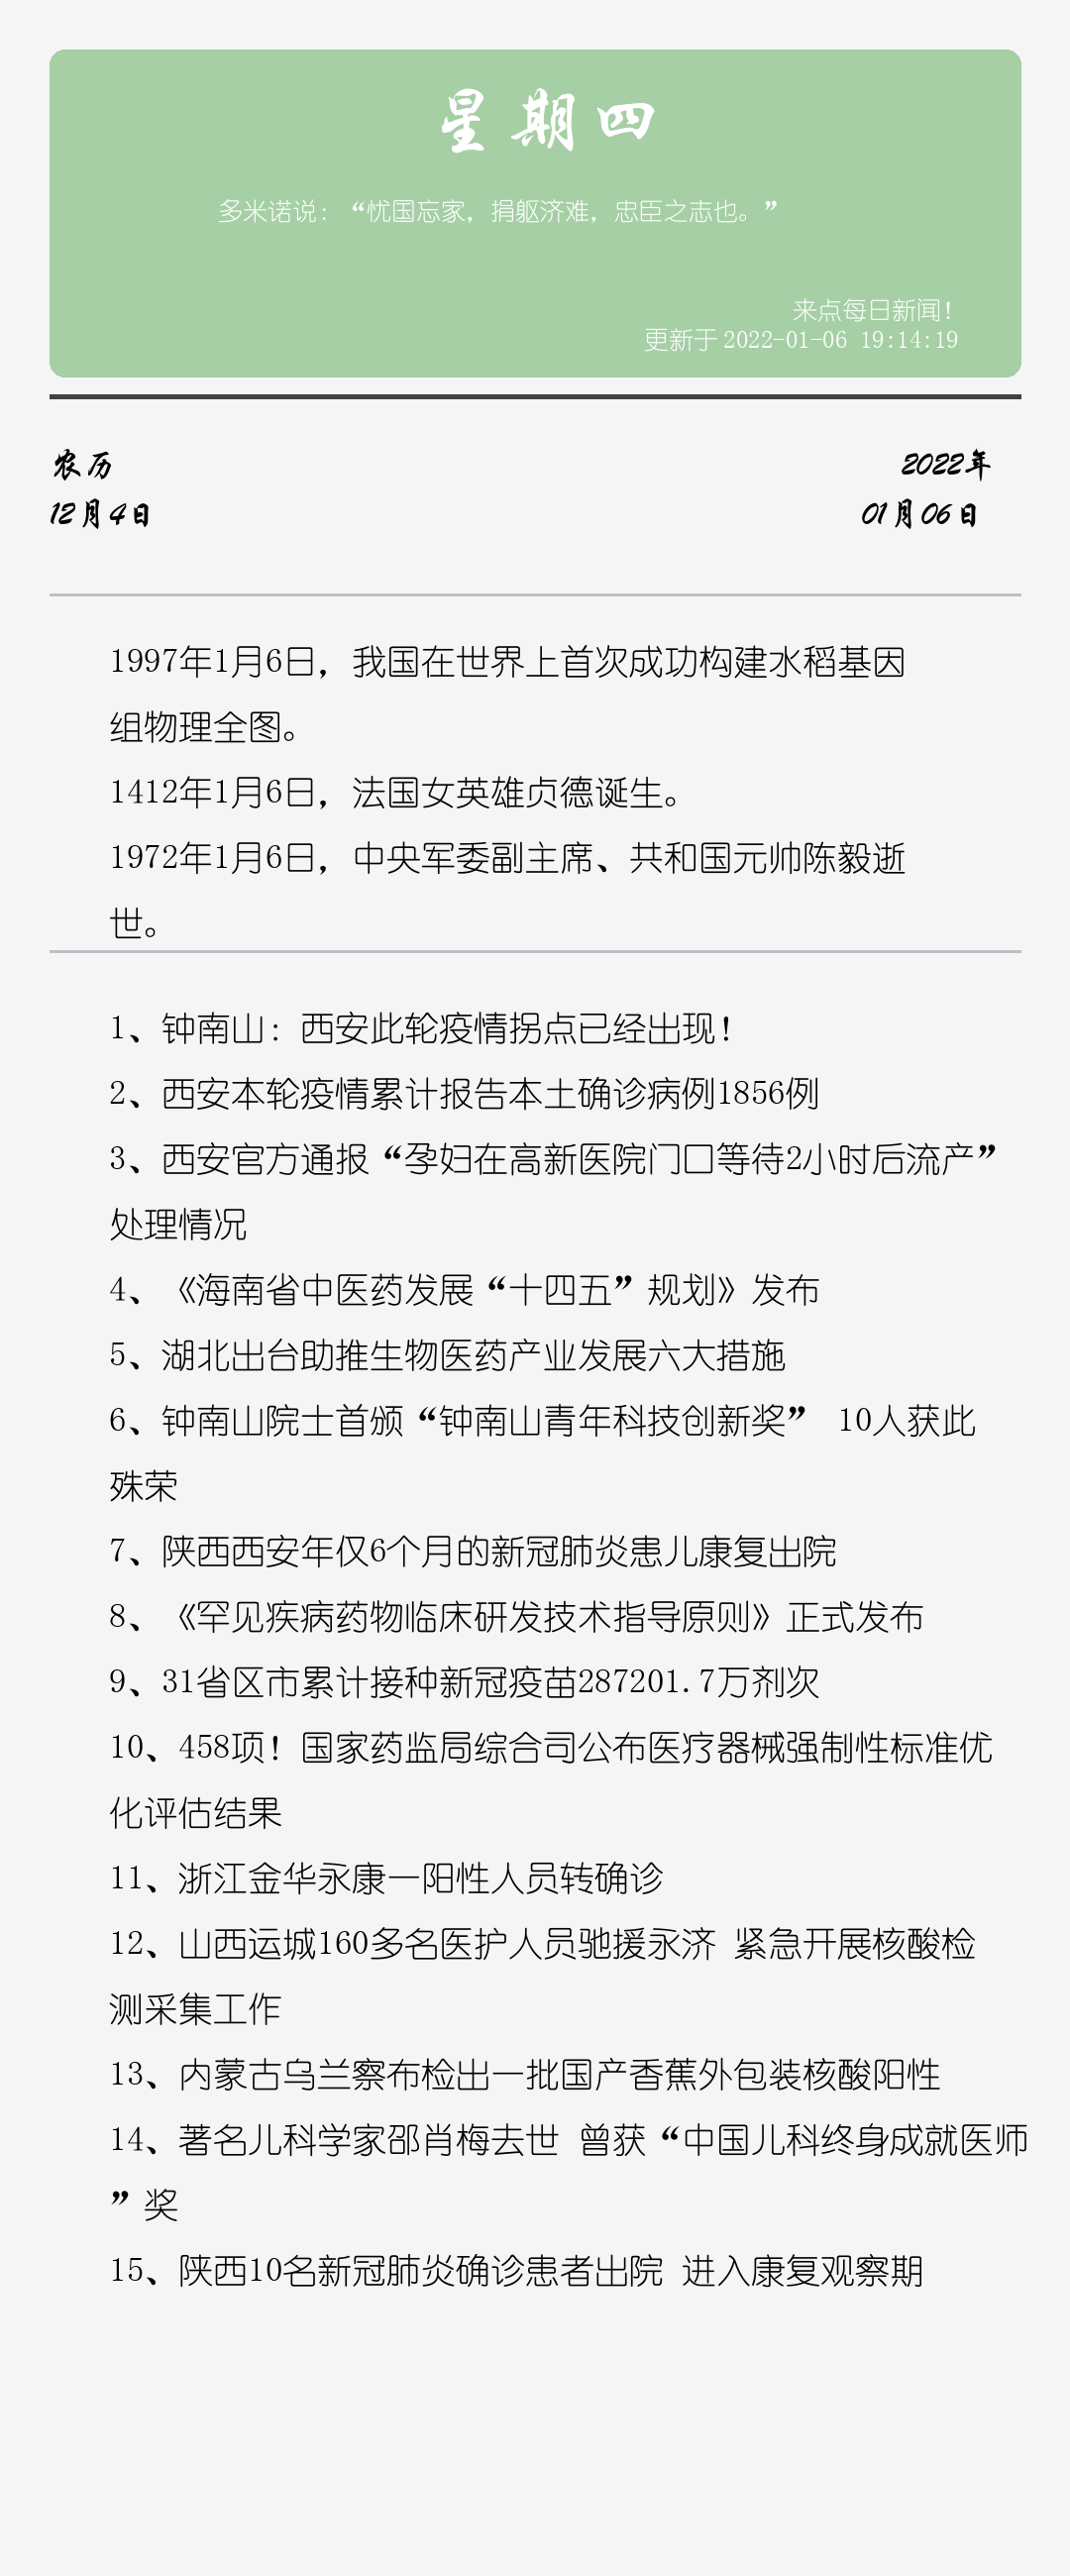 星期四
多米诺说：“忧国忘家，捐躯济难，忠臣之志也。”
来点每日新闻！
更新于2022-01-06 19:14:19
农历
2022年
12月4日
01月06日
1997年1月6日，我国在世界上首次成功构建水稻基因
组物理全图。
1412年1月6日，法国女英雄贞德诞生。
1972年1月6日，中央军委副主席、共和国元帅陈毅逝
世。
1、钟南山：西安此轮疫情拐点已经出现！
2、西安本轮疫情累计报告本土确诊病例1856例
3、西安官方通报“孕妇在高新医院门口等待2小时后流产”
处理情况
4、《海南省中医药发展“十四五”规划》发布
5、湖北出台助推生物医药产业发展六大措施
6、钟南山院士首颁“钟南山青年科技创新奖” 10人获此
殊荣
7、陕西西安年仅6个月的新冠肺炎患儿康复出院
8、《罕见疾病药物临床研发技术指导原则》正式发布
9、31省区市累计接种新冠疫苗287201.7万剂次
10、458项！国家药监局综合司公布医疗器械强制性标准优
化评估结果
11、浙江金华永康一阳性人员转确诊
12、山西运城160多名医护人员驰援永济 紧急开展核酸检
测采集工作
13、内蒙古乌兰察布检出一批国产香蕉外包装核酸阳性
14、著名儿科学家邵肖梅去世 曾获“中国儿科终身成就医师
”奖
15、陕西10名新冠肺炎确诊患者出院 进入康复观察期